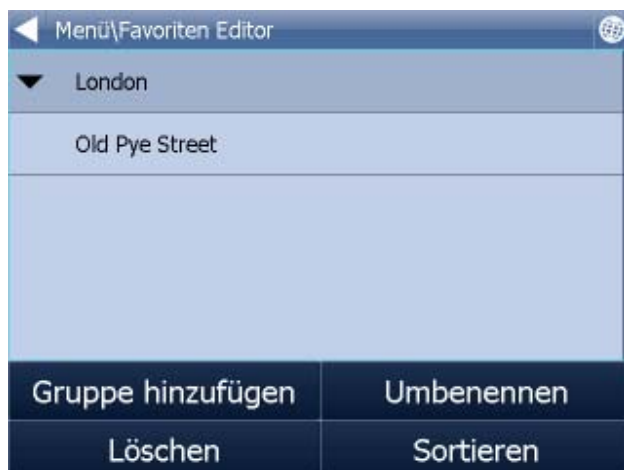 Menü\Favoriten Editor
London
Old Pye Street
Gruppe hinzufügen
Umbenennen
Löschen
Sortieren